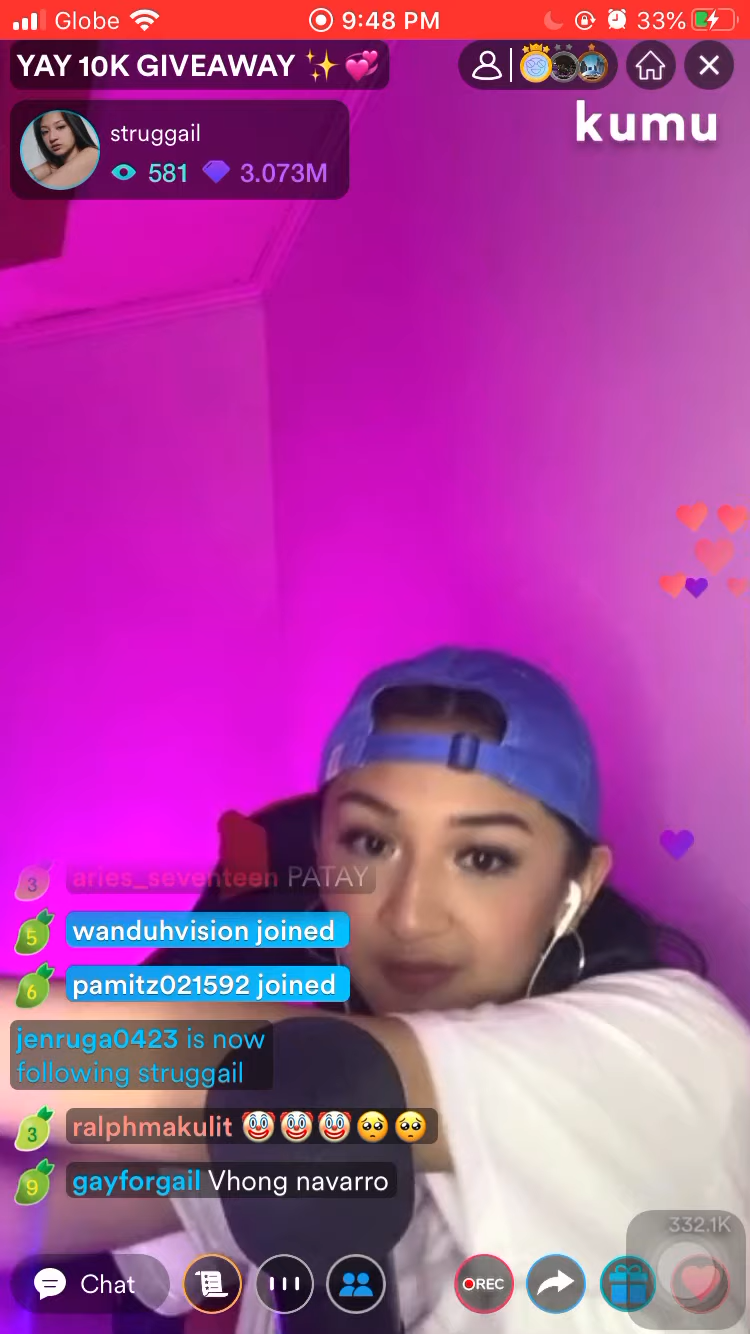 Globe 9:48 PM 33%
YAY 10K GIVEAWAY ✨💞
kumu
struggail
581 3.073M
3 aries_seventeen PATAY
5 wanduhvision joined
6 pamitz021592 joined
jenruga0423 is now
following struggail
3 ralphmakulit 🤡🤡🤡🥺🥺
9 gayforgail Vhong navarro
332.1K
Chat REC